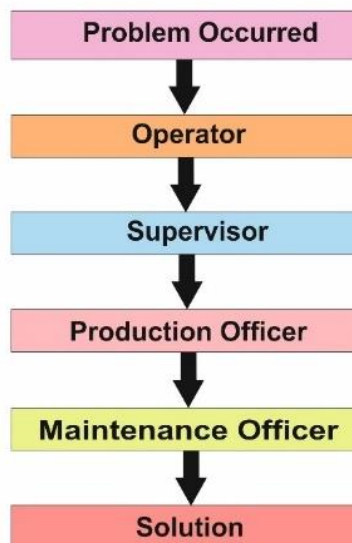 Problem Occurred
Operator
Supervisor
Production Officer
Maintenance Officer
Solution